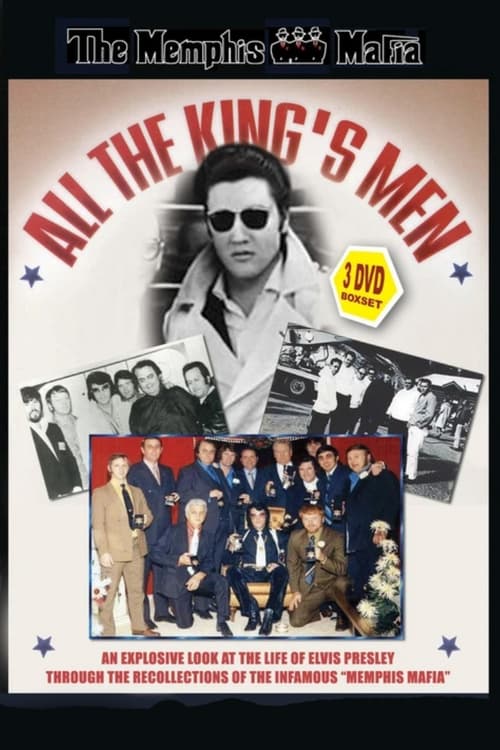 The Memphis Mafia
ALL THE KING'S MEN
3 DVD
BOXSET
AN EXPLOSIVE LOOK AT THE LIFE OF ELVIS PRESLEY
THROUGH THE RECOLLECTIONS OF THE INFAMOUS "MEMPHIS MAFIA"